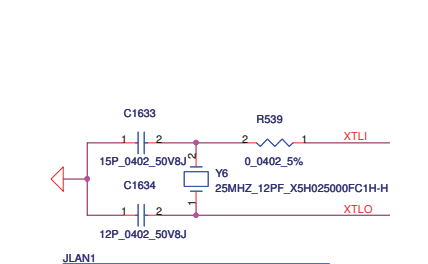 C1633
R539
1 2
2 1
XTLI
15P_0402_50V8J
2
0_0402_5%
C1634
Y6
25MHZ_12PF_X5H025000FC1H-H
1 2
1
XTLO
12P_0402_50V8J
JLAN1